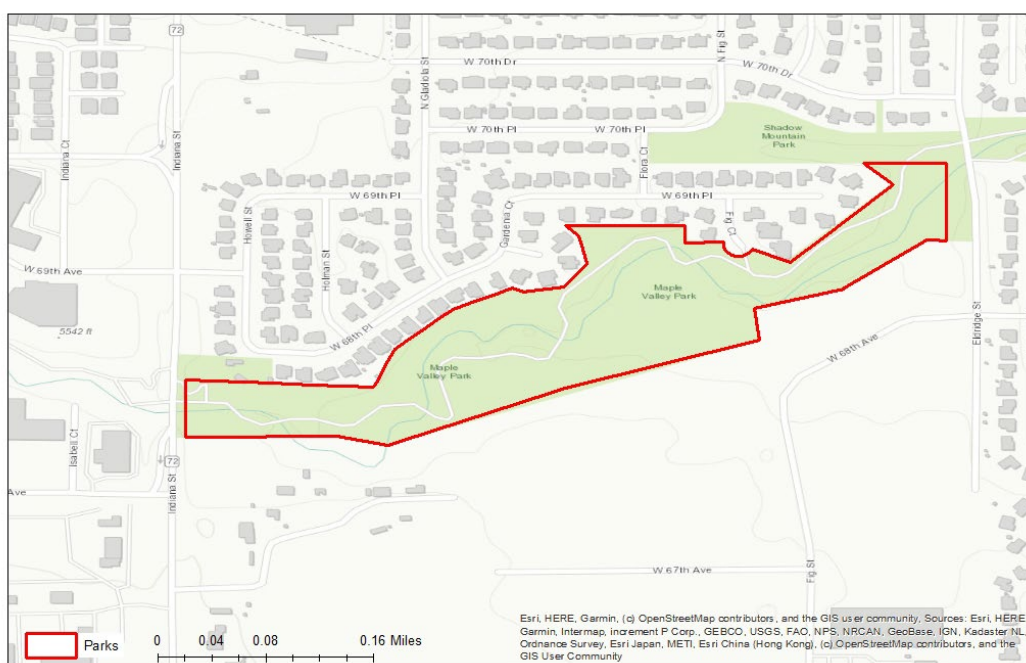 72
N Gladiola St
W 70th Dr
N Fig St
W 70th Dr
Indiana Ct
Indiana St
W 70th Pl
W 70th Pl
Flora Ct
Shadow
Mountain
Park
W 69th Pl
W 69th Pl
Howell St
Gardenia Ct
Fig Ct
W 69th Ave
Holman St
Maple
Valley Park
5542 ft
W 68th Pl
W 68th Ave
Eldridge St
Maple
Valley Park
Isabell Ct
72
Indiana St
Ave
W 67th Ave
Fig St
Parks
0 0.04 0.08 0.16 Miles
Esri, HERE, Garmin, (c) OpenStreetMap contributors, and the GIS user community, Sources: Esri, HERE,
Garmin, Intermap, increment P Corp., GEBCO, USGS, FAO, NPS, NRCAN, GeoBase, IGN, Kadaster NL,
Ordnance Survey, Esri Japan, METI, Esri China (Hong Kong), (c) OpenStreetMap contributors, and the
GIS User Community